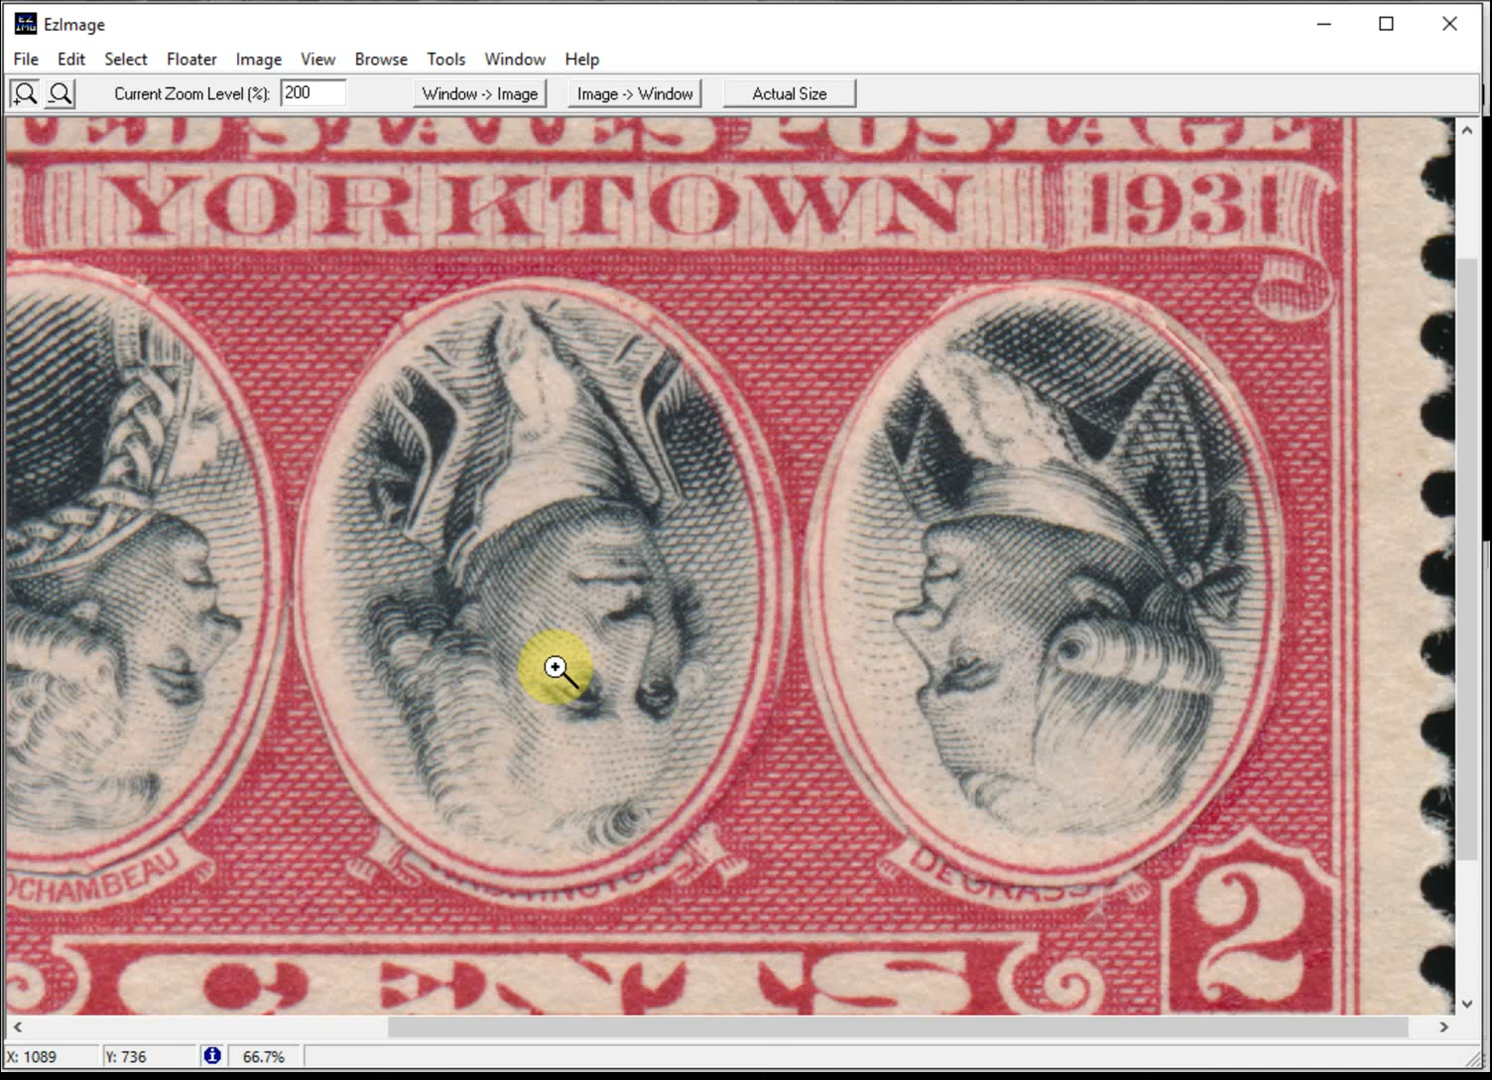 EzImage
File Edit Select Floater Image View Browse Tools Window Help
Current Zoom Level (%): 200 Window -> Image Image -> Window Actual Size
YORKTOWN 1931
DE GRASSE
2
CENTS
X: 1089 Y: 736 66.7%